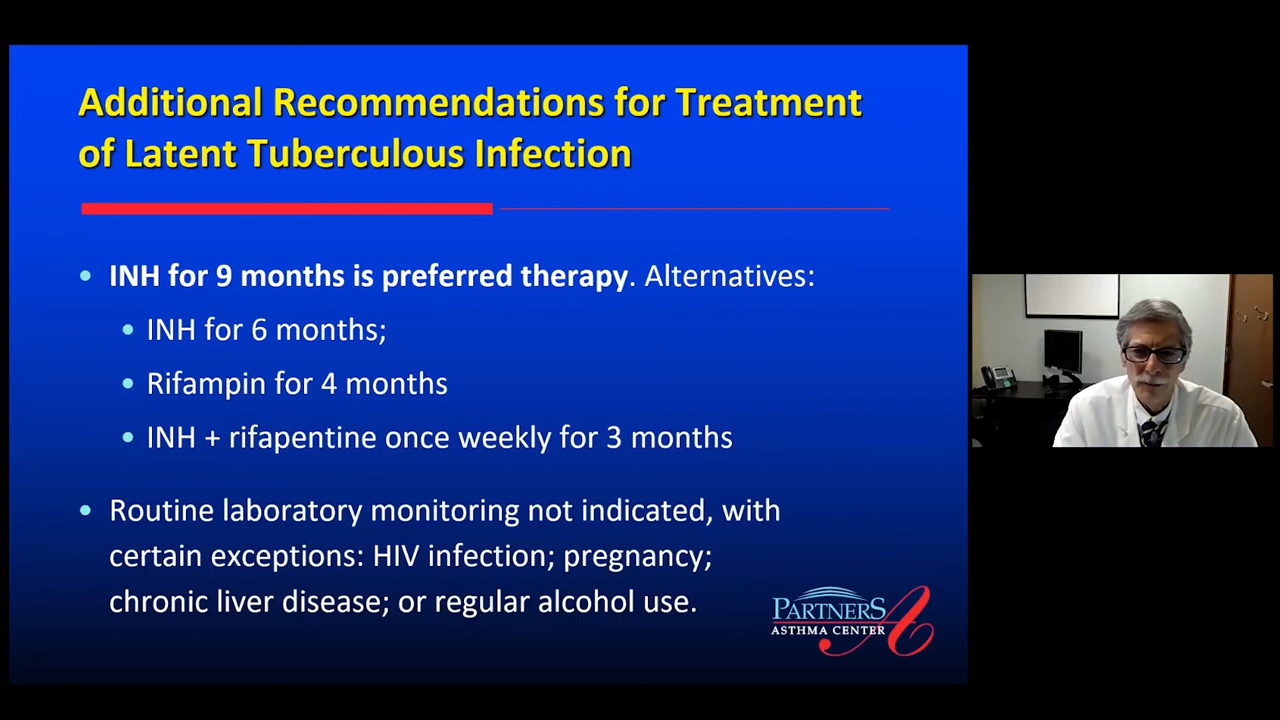 Additional Recommendations for Treatment
of Latent Tuberculous Infection
• INH for 9 months is preferred therapy. Alternatives:
• INH for 6 months;
• Rifampin for 4 months
• INH + rifapentine once weekly for 3 months
• Routine laboratory monitoring not indicated, with
certain exceptions: HIV infection; pregnancy;
chronic liver disease; or regular alcohol use.
PARTNERS
ASTHMA CENTER